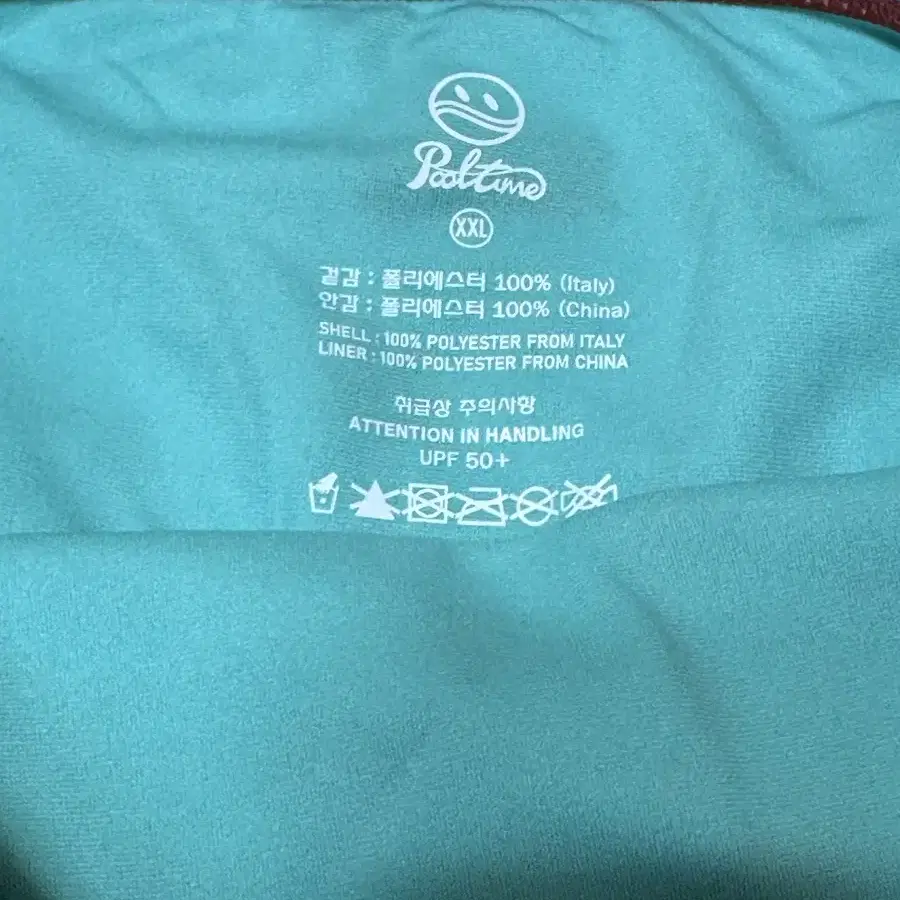 Pooltime
XXL
겉감 : 폴리에스터 100% (Italy)
안감 : 폴리에스터 100% (China)
SHELL : 100% POLYESTER FROM ITALY
LINER : 100% POLYESTER FROM CHINA
취급상 주의사항
ATTENTION IN HANDLING
UPF 50+